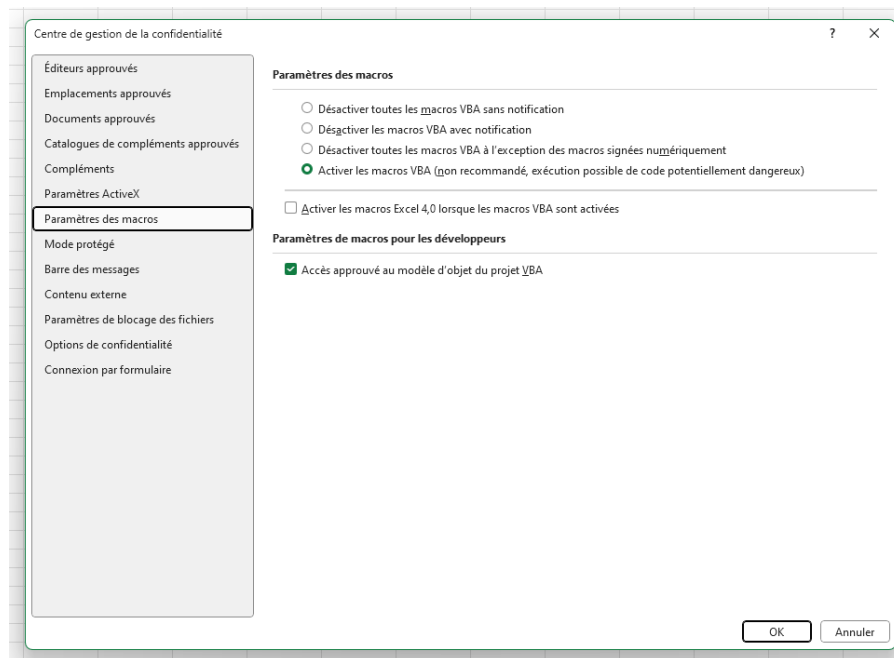 Centre de gestion de la confidentialité
?
Éditeurs approuvés
Emplacements approuvés
Documents approuvés
Catalogues de compléments approuvés
Compléments
Paramètres ActiveX
Paramètres des macros
Mode protégé
Barre des messages
Contenu externe
Paramètres de blocage des fichiers
Options de confidentialité
Connexion par formulaire
Paramètres des macros
Désactiver toutes les macros VBA sans notification
Désactiver les macros VBA avec notification
Désactiver toutes les macros VBA à l'exception des macros signées numériquement
Activer les macros VBA (non recommandé, exécution possible de code potentiellement dangereux)
Activer les macros Excel 4,0 lorsque les macros VBA sont activées
Paramètres de macros pour les développeurs
Accès approuvé au modèle d'objet du projet VBA
OK
Annuler